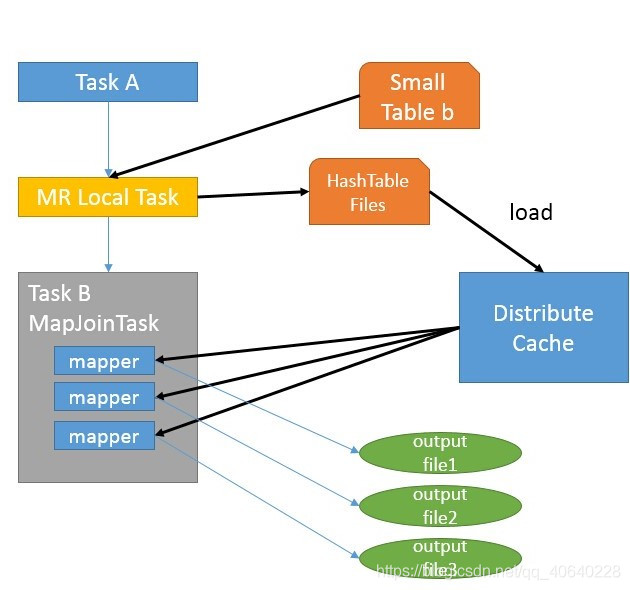 Task A
Small
Table b
MR Local Task
HashTable
Files
load
Task B
MapJoinTask
Distribute
Cache
mapper
mapper
mapper
output
file1
output
file2
output
file3
https://blog.csdn.net/qq_40640228